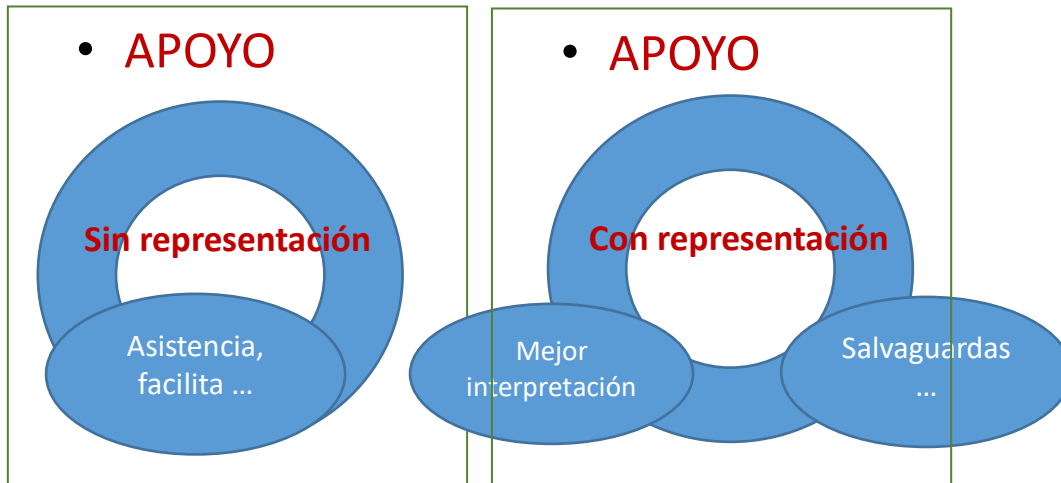 • APOYO
Sin representación
Asistencia,
facilita ...
• APOYO
Con representación
Mejor
interpretación
Salvaguardas
...